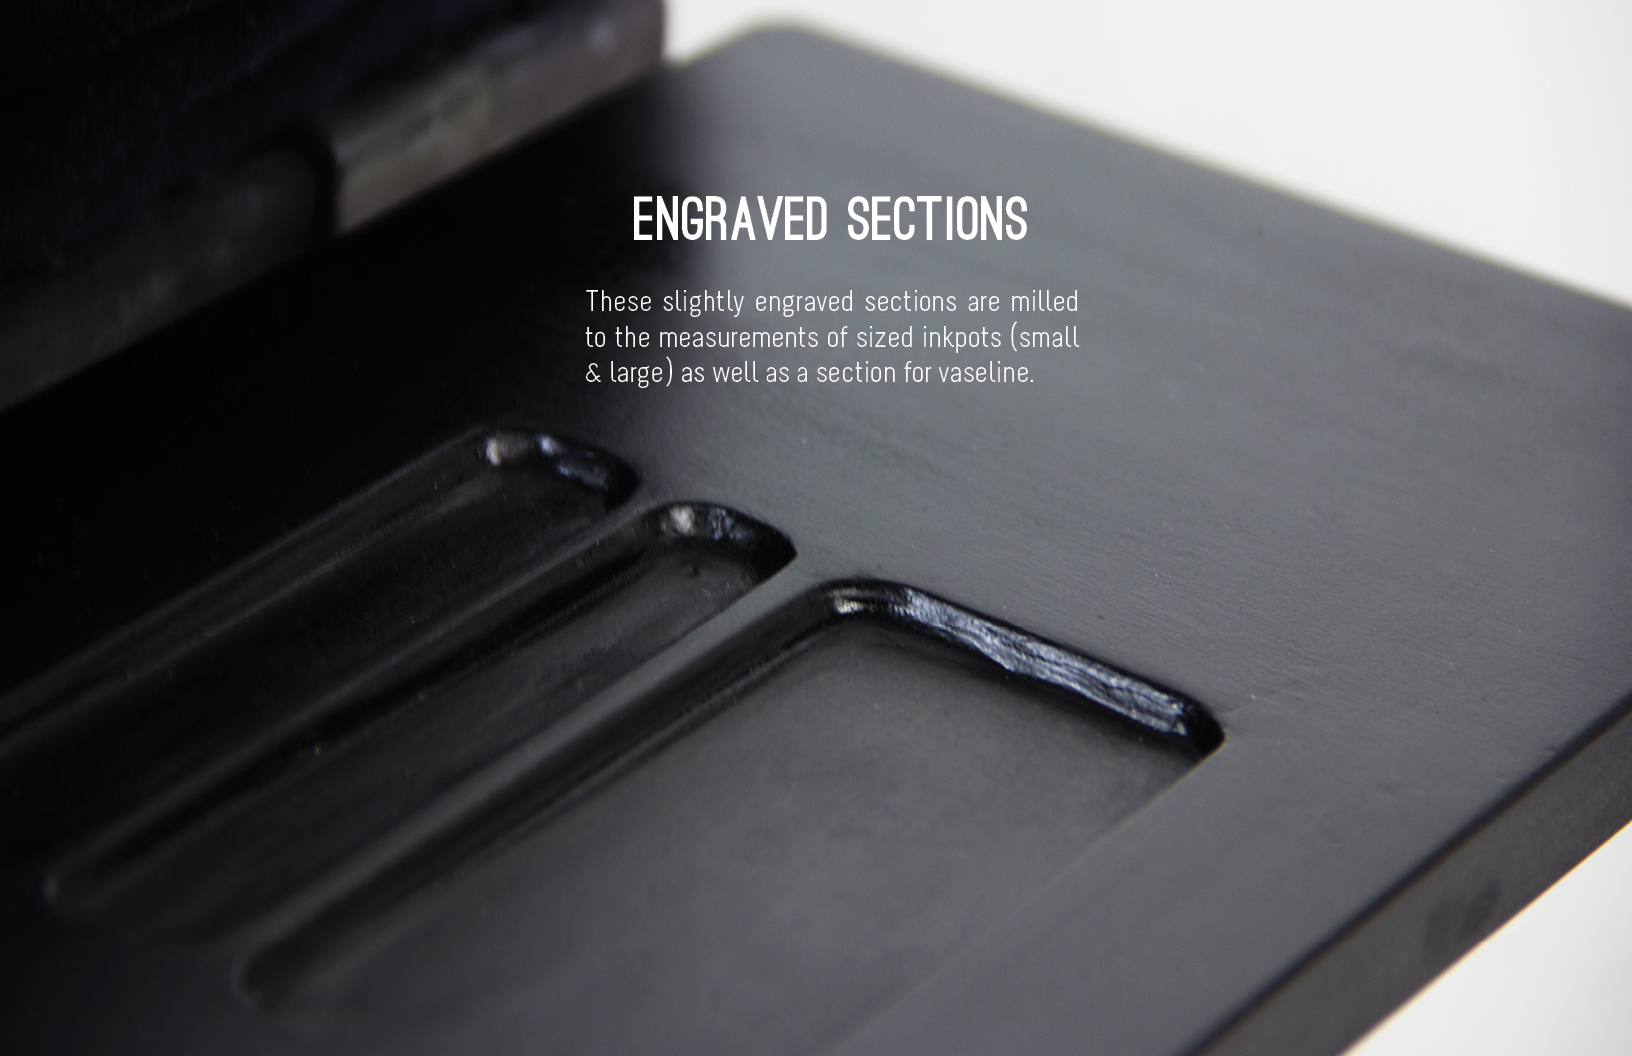 ENGRAVED SECTIONS
These slightly engraved sections are milled
to the measurements of sized inkpots (small
& large) as well as a section for vaseline.